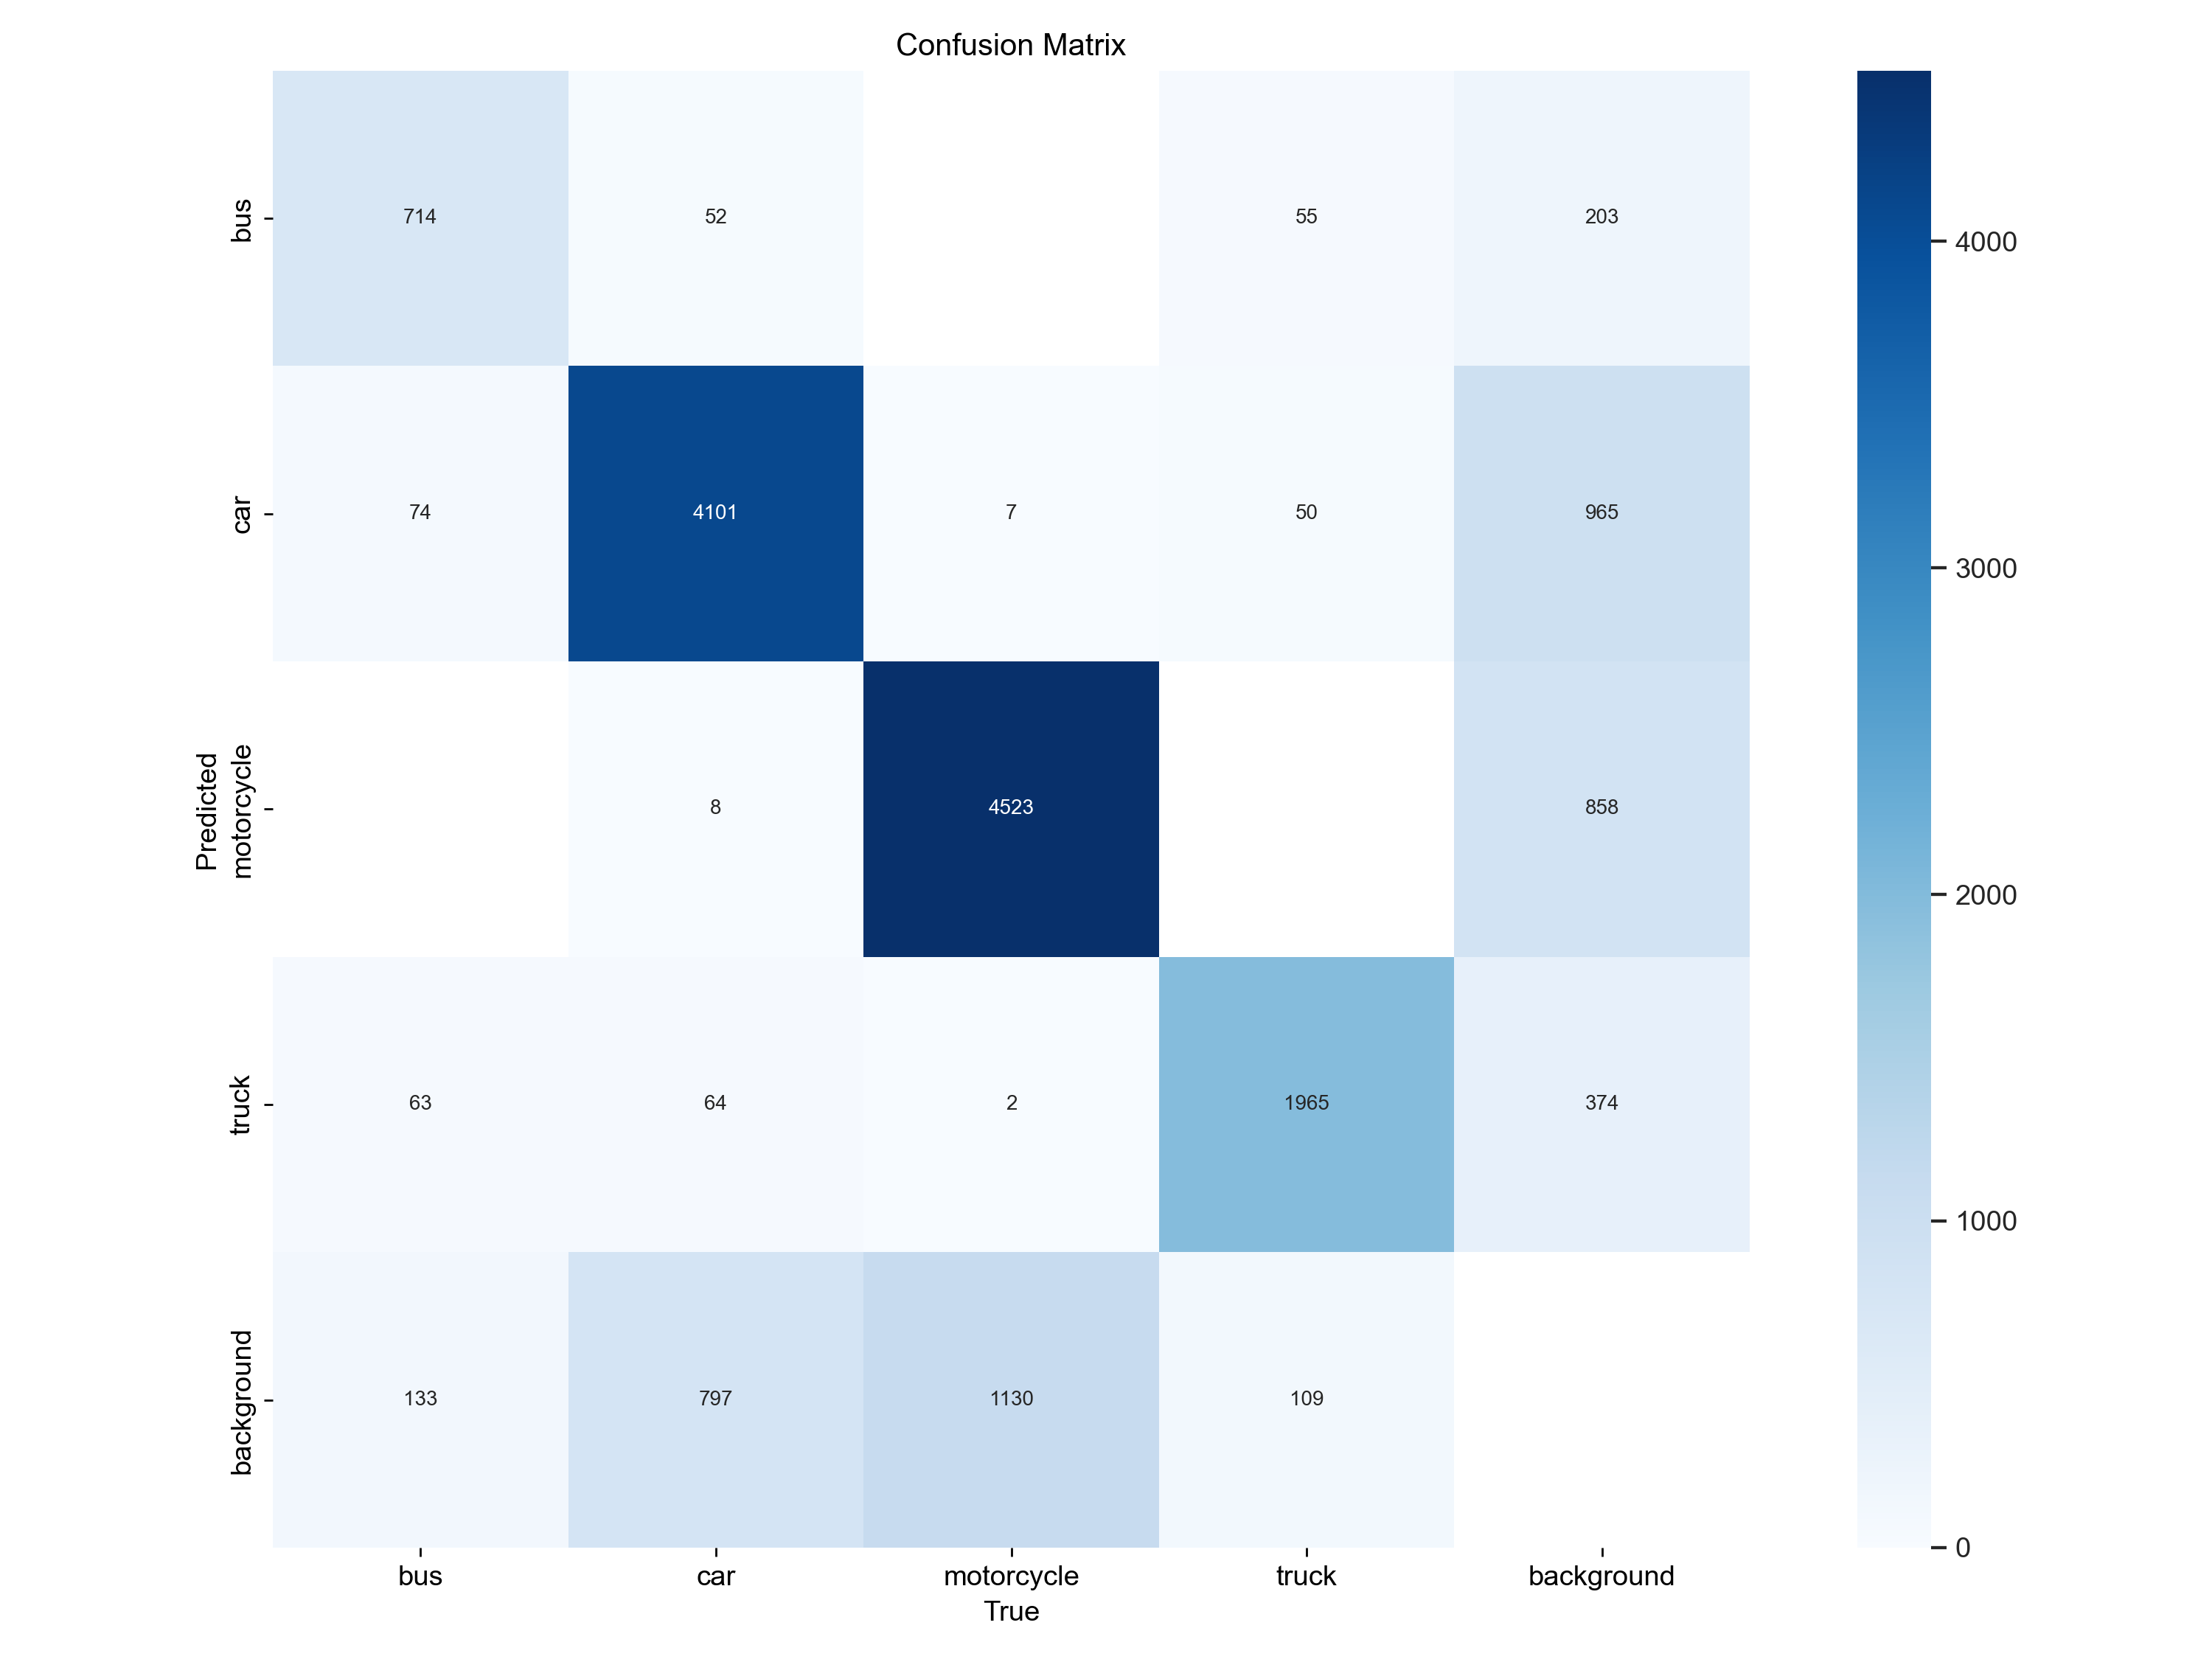 Confusion Matrix
bus
714
52
55
203
4000
car
74
4101
7
50
965
3000
Predicted
motorcycle
8
4523
858
2000
truck
63
64
2
1965
374
1000
background
133
797
1130
109
0
bus
car
motorcycle
truck
background
True